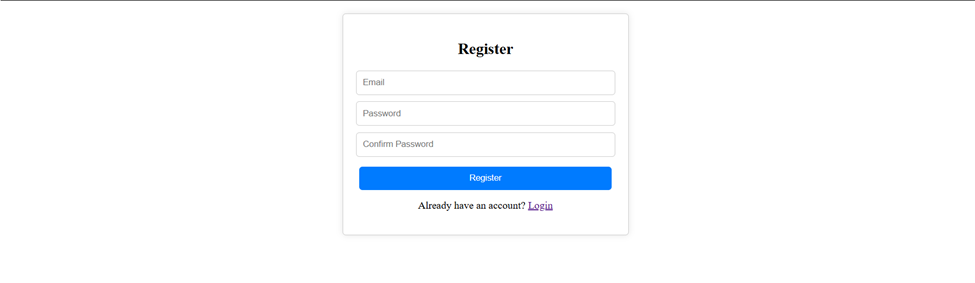 Register
Email
Password
Confirm Password
Register
Already have an account? Login